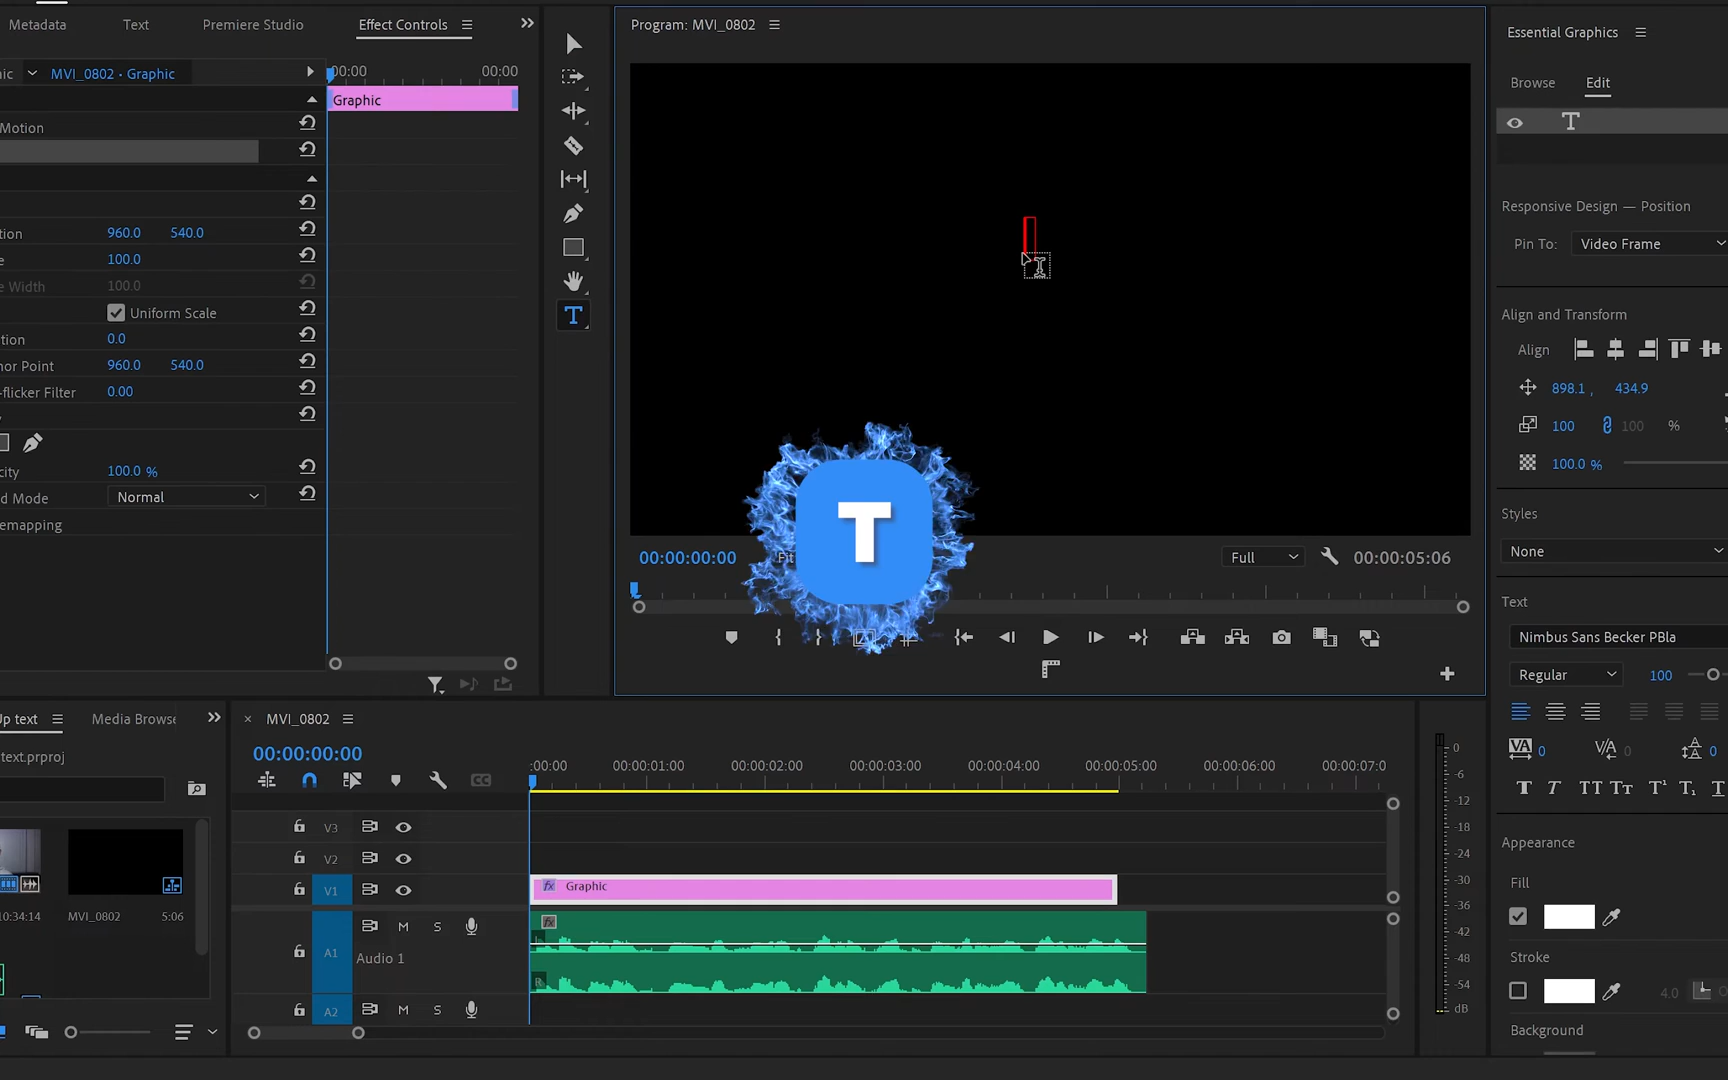 Metadata
Text
Premiere Studio
Effect Controls
MVI_0802 · Graphic
:00:00
00:00
Graphic
Motion
960.0 540.0
100.0
100.0
Uniform Scale
0.0
960.0 540.0
-flicker Filter
0.00
100.0 %
Normal
Program: MVI_0802
T
00:00:00:00
Fit
Full
00:00:05:06
Essential Graphics
Browse
Edit
Responsive Design — Position
Pin To:
Video Frame
Align and Transform
Align
898.1 , 434.9
100 100 %
100.0 %
Styles
None
Text
Nimbus Sans Becker PBla
Regular
100
0 0 0
Appearance
Fill
Stroke
4.0
Background
Up text
Media Browse
text.prproj
10:34:14
MVI_0802
5:06
MVI_0802
00:00:00:00
:00:00
00:00:01:00
00:00:02:00
00:00:03:00
00:00:04:00
00:00:05:00
00:00:06:00
00:00:07:0
V3
V2
V1
fx Graphic
A1
M S
Audio 1
fx
L
R
A2
M S
0
-6
-12
-18
-24
-30
-36
-42
-48
-54
dB